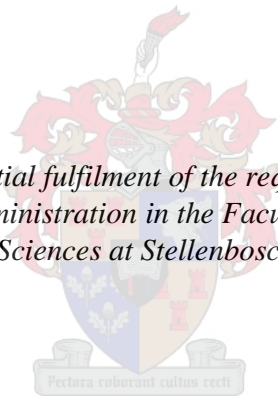 tial fulfilment of the req
ministration in the Facu
Sciences at Stellenbosc
Pectora roborant cultus recti